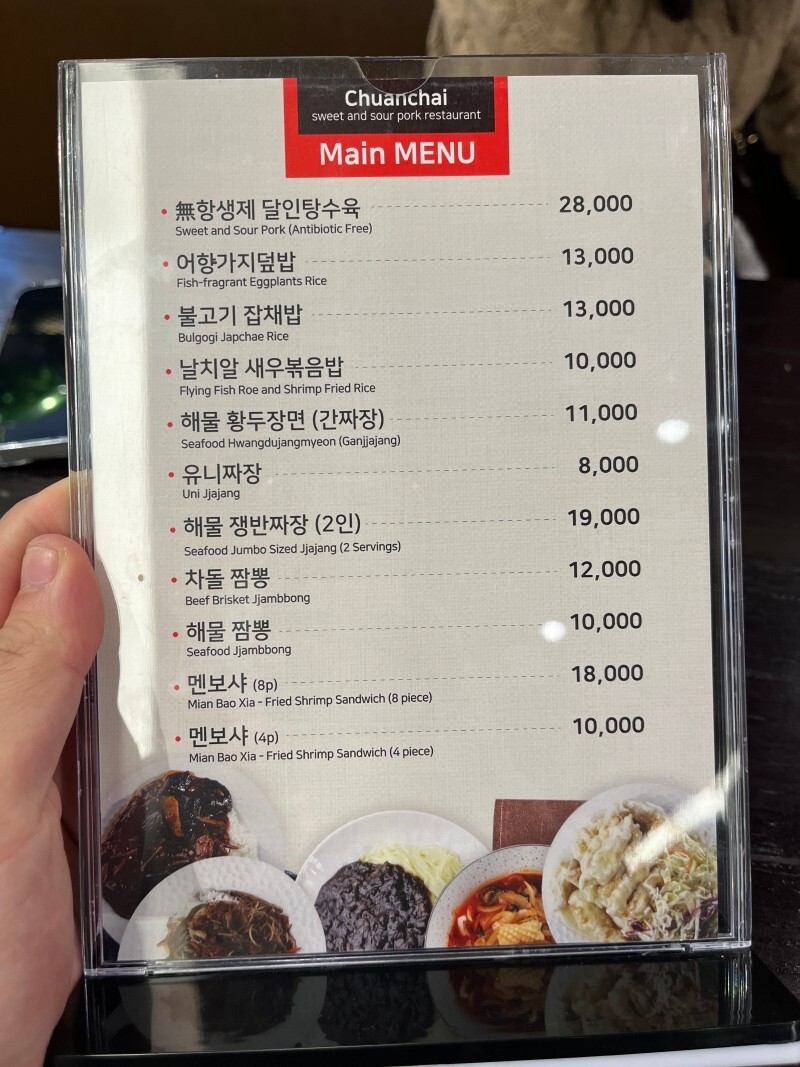 Chuanchai
sweet and sour pork restaurant
Main MENU
• 無항생제 달인탕수육 28,000
Sweet and Sour Pork (Antibiotic Free)
• 어향가지덮밥 13,000
Fish-fragrant Eggplants Rice
• 불고기 잡채밥 13,000
Bulgogi Japchae Rice
• 날치알 새우볶음밥 10,000
Flying Fish Roe and Shrimp Fried Rice
• 해물 황두장면 (간짜장) 11,000
Seafood Hwangdujangmyeon (Ganjjajang)
• 유니짜장 8,000
Uni Jjajang
• 해물 쟁반짜장 (2인) 19,000
Seafood Jumbo Sized Jjajang (2 Servings)
• 차돌 짬뽕 12,000
Beef Brisket Jjambbong
• 해물 짬뽕 10,000
Seafood Jjambbong
• 멘보샤 (8p) 18,000
Mian Bao Xia - Fried Shrimp Sandwich (8 piece)
• 멘보샤 (4p) 10,000
Mian Bao Xia - Fried Shrimp Sandwich (4 piece)